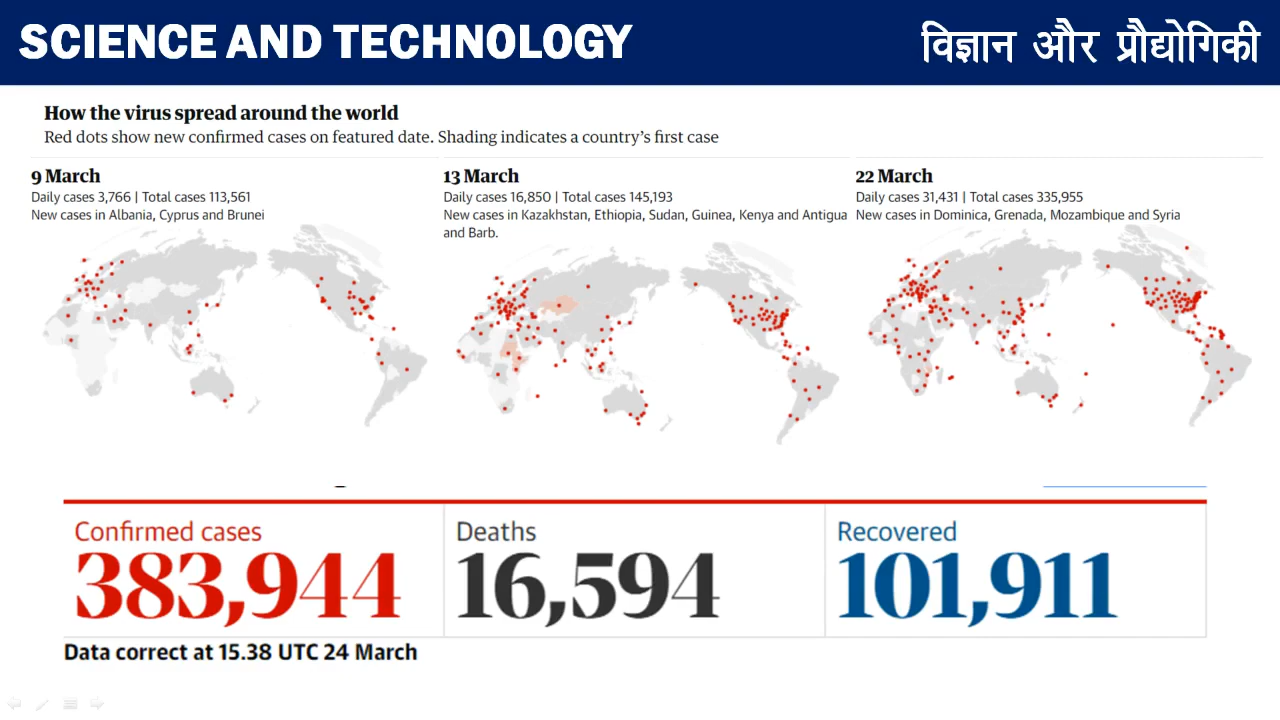 SCIENCE AND TECHNOLOGY
विज्ञान और प्रौद्योगिकी
How the virus spread around the world
Red dots show new confirmed cases on featured date. Shading indicates a country's first case
9 March
Daily cases 3,766 | Total cases 113,561
New cases in Albania, Cyprus and Brunei
13 March
Daily cases 16,850 | Total cases 145,193
New cases in Kazakhstan, Ethiopia, Sudan, Guinea, Kenya and Antigua
and Barb.
22 March
Daily cases 31,431 | Total cases 335,955
New cases in Dominica, Grenada, Mozambique and Syria
Confirmed cases
383,944
Deaths
16,594
Recovered
101,911
Data correct at 15.38 UTC 24 March